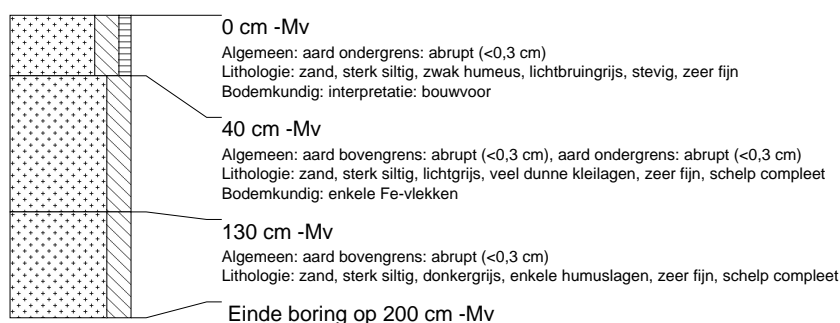 0 cm -Mv
Algemeen: aard ondergrens: abrupt (<0,3 cm)
Lithologie: zand, sterk siltig, zwak humeus, lichtbruingrijs, stevig, zeer fijn
Bodemkundig: interpretatie: bouwvoor
40 cm -Mv
Algemeen: aard bovengrens: abrupt (<0,3 cm), aard ondergrens: abrupt (<0,3 cm)
Lithologie: zand, sterk siltig, lichtgrijs, veel dunne kleilagen, zeer fijn, schelp compleet
Bodemkundig: enkele Fe-vlekken
130 cm -Mv
Algemeen: aard bovengrens: abrupt (<0,3 cm)
Lithologie: zand, sterk siltig, donkergrijs, enkele humuslagen, zeer fijn, schelp compleet
Einde boring op 200 cm -Mv